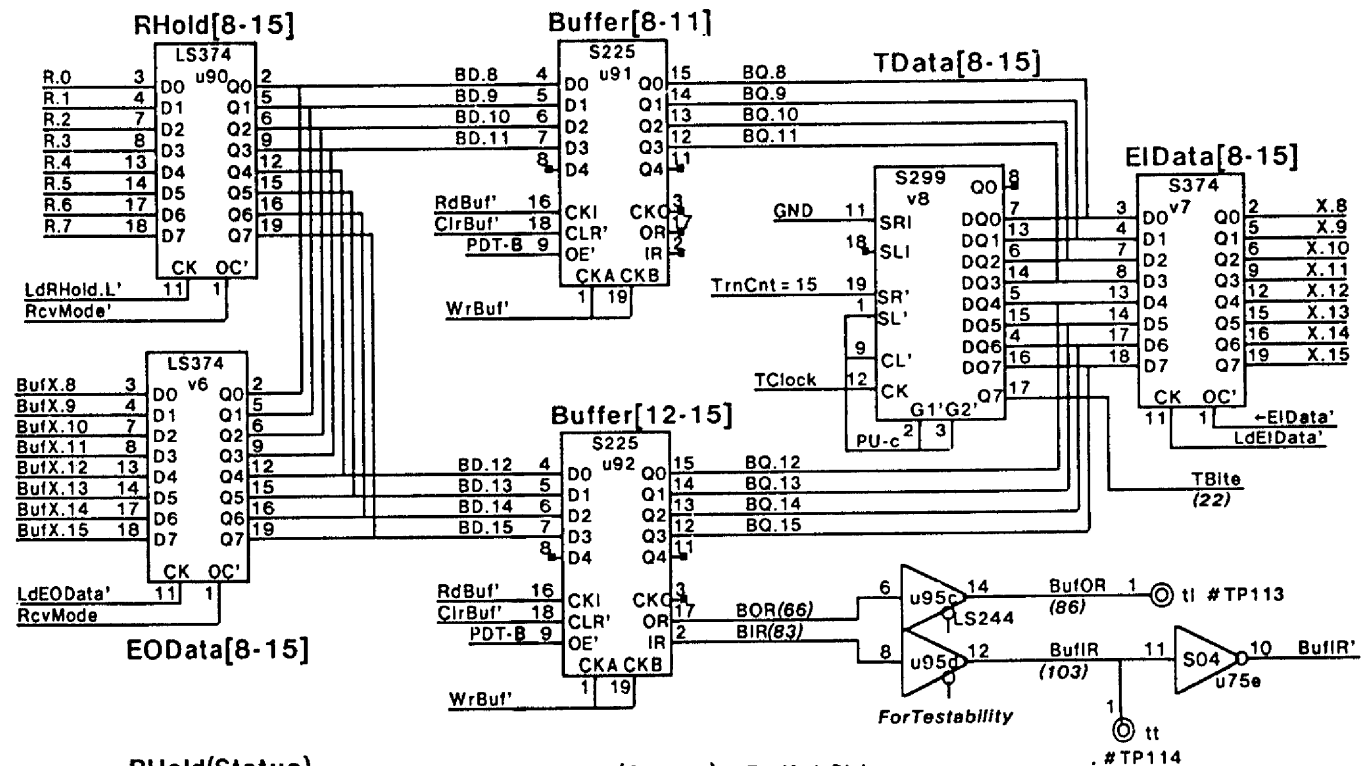 RHold[8-15]
LS374
u90
R.0 3 D0 Q0 2
R.1 4 D1 Q1 5
R.2 7 D2 Q2 6
R.3 8 D3 Q3 9
R.4 13 D4 Q4 12
R.5 14 D5 Q5 15
R.6 17 D6 Q6 16
R.7 18 D7 Q7 19
CK OC'
LdRHold.L' 11 1
RcvMode'
LS374
v6
BufX.8 3 D0 Q0 2
BufX.9 4 D1 Q1 5
BufX.10 7 D2 Q2 6
BufX.11 8 D3 Q3 9
BufX.12 13 D4 Q4 12
BufX.13 14 D5 Q5 15
BufX.14 17 D6 Q6 16
BufX.15 18 D7 Q7 19
CK OC'
LdEOData' 11 1
RcvMode
EOData[8-15]
Buffer[8-11]
S225
u91
BD.8 4 D0 Q0 15 BQ.8
BD.9 5 D1 Q1 14 BQ.9
BD.10 6 D2 Q2 13 BQ.10
BD.11 7 D3 Q3 12 BQ.11
8 D4 Q4 11
RdBuf' 16 CKI CKO 3
ClrBuf' 18 CLR' OR 17
PDT-B 9 OE' IR 2
CKA CKB
1 19
WrBuf'
Buffer[12-15]
S225
u92
BD.12 4 D0 Q0 15 BQ.12
BD.13 5 D1 Q1 14 BQ.13
BD.14 6 D2 Q2 13 BQ.14
BD.15 7 D3 Q3 12 BQ.15
8 D4 Q4 11
RdBuf' 16 CKI CKO 3
ClrBuf' 18 CLR' OR 17 BOR(66)
PDT-B 9 OE' IR 2 BIR(83)
CKA CKB
1 19
WrBuf'
TData[8-15]
S299
v8
Q0 8
GND 11 SRI DQ0 7
18 SLI DQ1 13
DQ2 6
DQ3 14
TrnCnt=15 19 SR' DQ4 5
1 SL' DQ5 15
DQ6 4
9 CL' DQ7 16
TClock 12 CK Q7 17
G1'G2'
PU-c 2 3
TBite
(22)
EIData[8-15]
S374
v7
3 D0 Q0 2 X.8
4 D1 Q1 5 X.9
7 D2 Q2 6 X.10
8 D3 Q3 9 X.11
13 D4 Q4 12 X.12
14 D5 Q5 15 X.13
17 D6 Q6 16 X.14
18 D7 Q7 19 X.15
CK OC'
11 1 ←EIData'
LdEIData'
6 u95c 14 BufOR 1 tl #TP113
LS244 (86)
8 u95d 12 BufIR 11 S04 10 BufIR'
(103) u75e
ForTestability
1
tt
#TP114
RHold(Status)